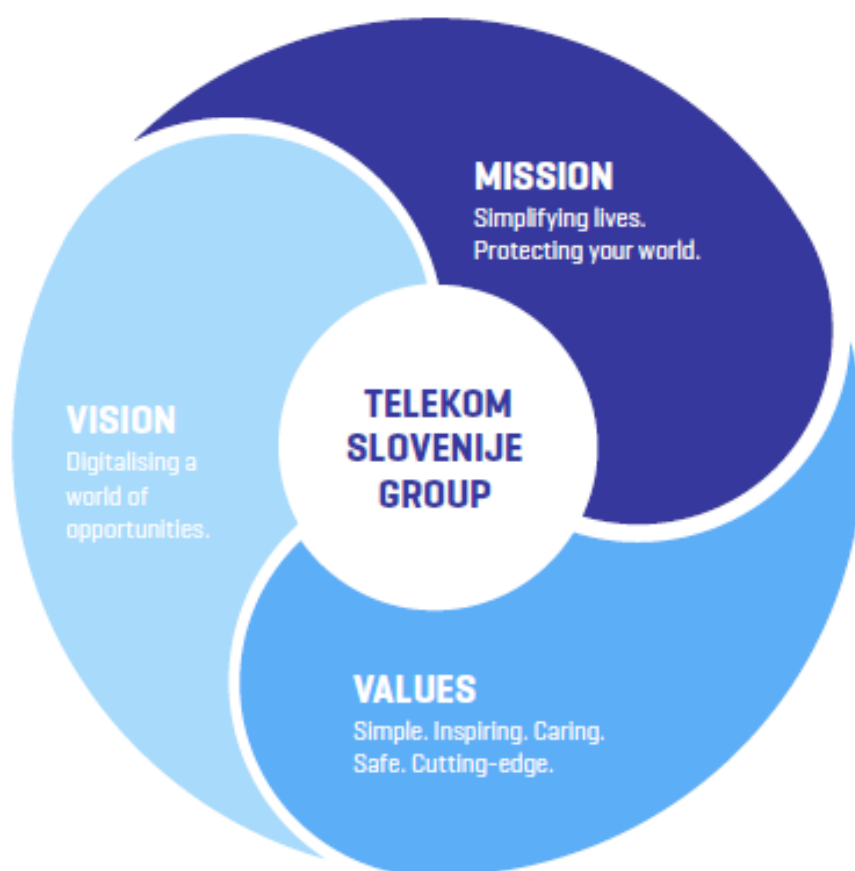 MISSION
Simplifying lives.
Protecting your world.
TELEKOM
SLOVENIJE
GROUP
VISION
Digitalising a
world of
opportunities.
VALUES
Simple. Inspiring. Caring.
Safe. Cutting-edge.